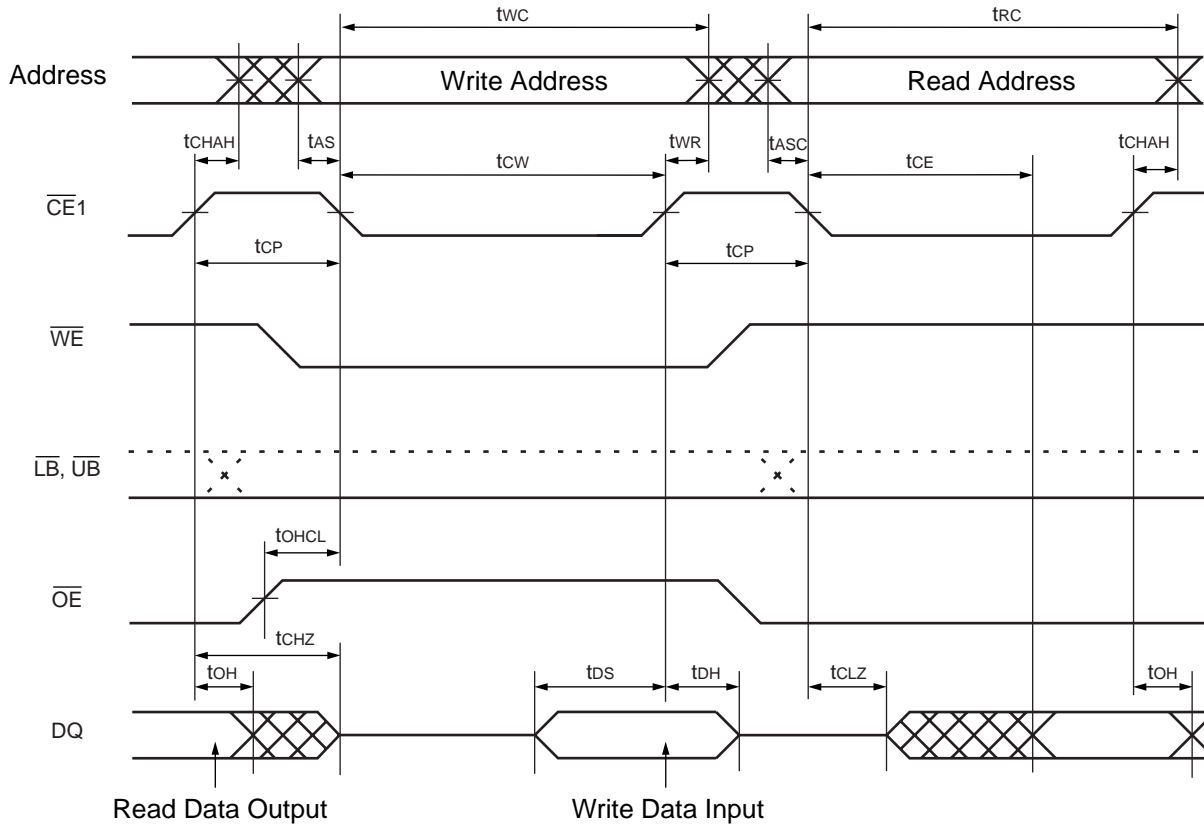 tWC
tRC
Address
Write Address
Read Address
tCHAH
tAS
tCW
tWR
tASC
tCE
tCHAH
CE1
tCP
tCP
WE
LB, UB
tOHCL
OE
tCHZ
tOH
tDS
tDH
tCLZ
tOH
DQ
Read Data Output
Write Data Input